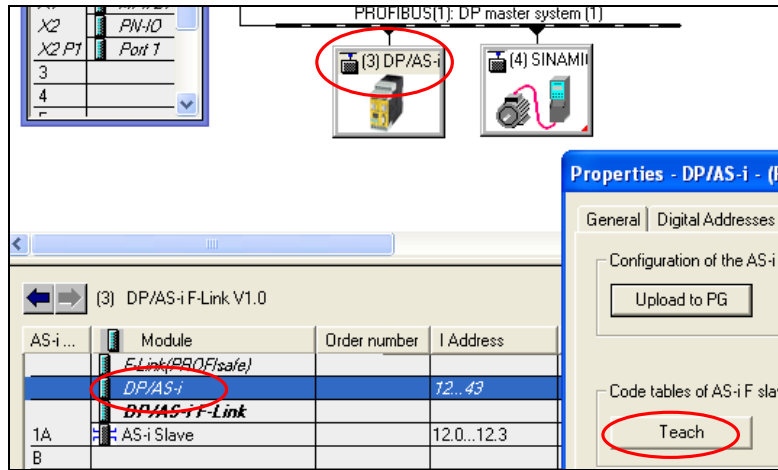 PROFIBUS(1): DP master system (1)
X2 PN-IO
X2 P1 Port 1
3
4
(3) DP/AS-i
(4) SINAMI
Properties - DP/AS-i - (
General Digital Addresses
Configuration of the AS-i
Upload to PG
(3) DP/AS-i F-Link V1.0
AS-i ... Module Order number I Address
F-Link(PROFIsafe)
DP/AS-i 12...43
DP/AS-i F-Link
1A AS-i Slave 12.0...12.3
B
Code tables of AS-i F sla
Teach